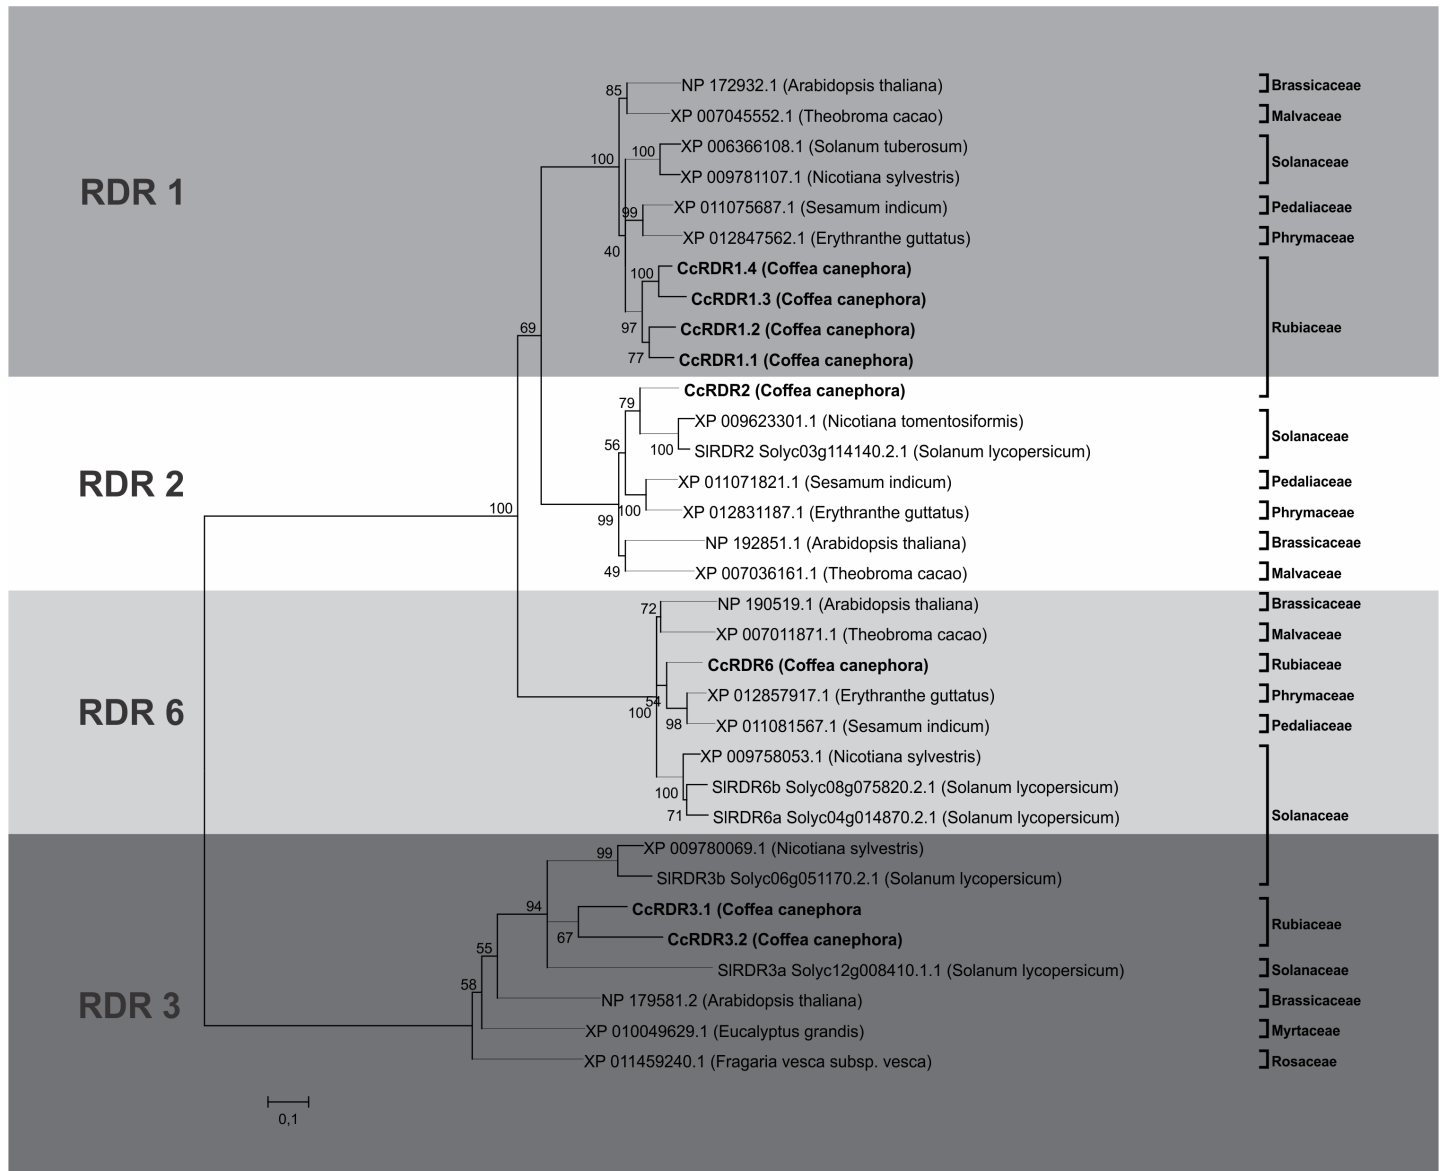 RDR 1
85
NP 172932.1 (Arabidopsis thaliana)
Brassicaceae
XP 007045552.1 (Theobroma cacao)
Malvaceae
100
100
XP 006366108.1 (Solanum tuberosum)
XP 009781107.1 (Nicotiana sylvestris)
Solanaceae
99
XP 011075687.1 (Sesamum indicum)
Pedaliaceae
XP 012847562.1 (Erythranthe guttatus)
Phrymaceae
40
100
CcRDR1.4 (Coffea canephora)
CcRDR1.3 (Coffea canephora)
97
CcRDR1.2 (Coffea canephora)
Rubiaceae
69
77
CcRDR1.1 (Coffea canephora)
RDR 2
CcRDR2 (Coffea canephora)
79
XP 009623301.1 (Nicotiana tomentosiformis)
Solanaceae
56
100
SlRDR2 Solyc03g114140.2.1 (Solanum lycopersicum)
XP 011071821.1 (Sesamum indicum)
Pedaliaceae
100
100
XP 012831187.1 (Erythranthe guttatus)
Phrymaceae
99
NP 192851.1 (Arabidopsis thaliana)
Brassicaceae
49
XP 007036161.1 (Theobroma cacao)
Malvaceae
RDR 6
72
NP 190519.1 (Arabidopsis thaliana)
Brassicaceae
XP 007011871.1 (Theobroma cacao)
Malvaceae
CcRDR6 (Coffea canephora)
Rubiaceae
54
XP 012857917.1 (Erythranthe guttatus)
Phrymaceae
100
98
XP 011081567.1 (Sesamum indicum)
Pedaliaceae
XP 009758053.1 (Nicotiana sylvestris)
100
SlRDR6b Solyc08g075820.2.1 (Solanum lycopersicum)
71
SlRDR6a Solyc04g014870.2.1 (Solanum lycopersicum)
Solanaceae
RDR 3
99
XP 009780069.1 (Nicotiana sylvestris)
SlRDR3b Solyc06g051170.2.1 (Solanum lycopersicum)
94
CcRDR3.1 (Coffea canephora
Rubiaceae
67
CcRDR3.2 (Coffea canephora)
55
SlRDR3a Solyc12g008410.1.1 (Solanum lycopersicum)
Solanaceae
58
NP 179581.2 (Arabidopsis thaliana)
Brassicaceae
XP 010049629.1 (Eucalyptus grandis)
Myrtaceae
XP 011459240.1 (Fragaria vesca subsp. vesca)
Rosaceae
0,1